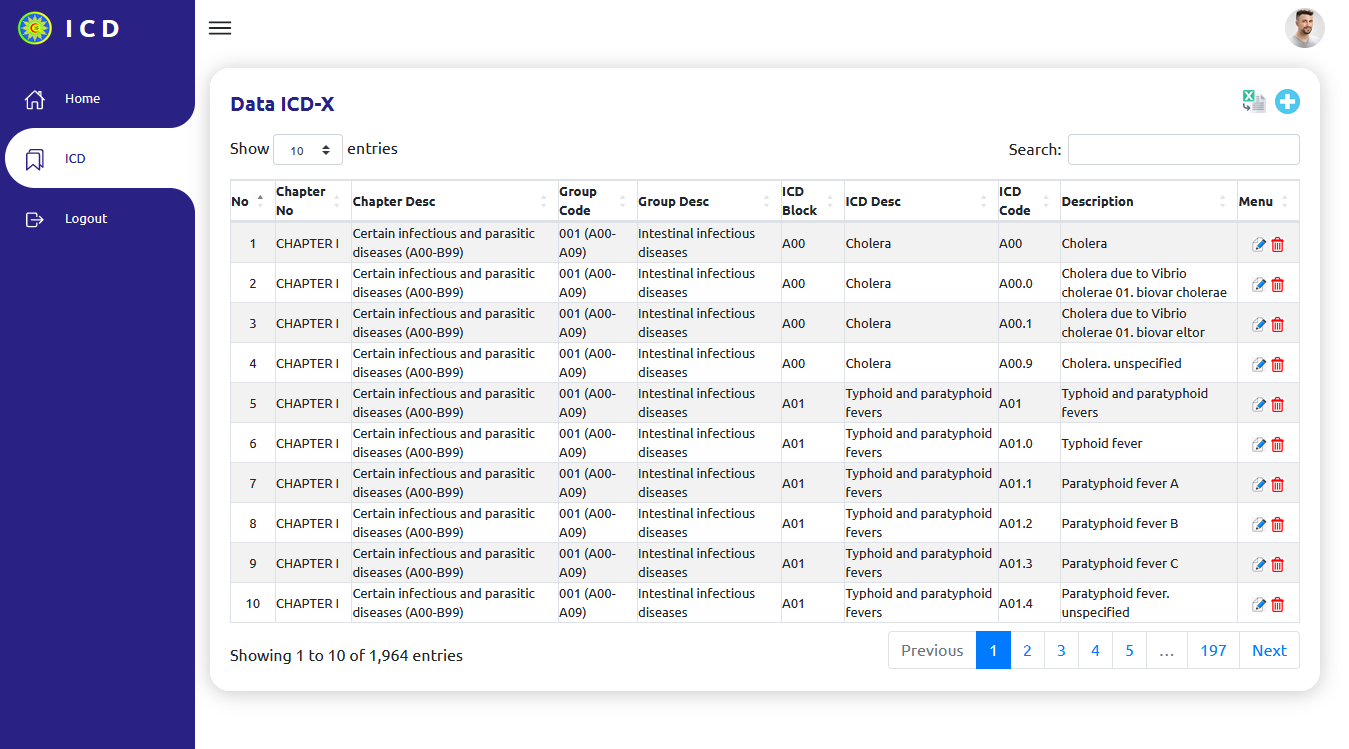 ICD
Home
ICD
Logout
Data ICD-X
Show 10 entries
Search:
No Chapter No Chapter Desc Group Code Group Desc ICD Block ICD Desc ICD Code Description Menu
1 CHAPTER I Certain infectious and parasitic diseases (A00-B99) 001 (A00-A09) Intestinal infectious diseases A00 Cholera A00 Cholera
2 CHAPTER I Certain infectious and parasitic diseases (A00-B99) 001 (A00-A09) Intestinal infectious diseases A00 Cholera A00.0 Cholera due to Vibrio cholerae 01. biovar cholerae
3 CHAPTER I Certain infectious and parasitic diseases (A00-B99) 001 (A00-A09) Intestinal infectious diseases A00 Cholera A00.1 Cholera due to Vibrio cholerae 01. biovar eltor
4 CHAPTER I Certain infectious and parasitic diseases (A00-B99) 001 (A00-A09) Intestinal infectious diseases A00 Cholera A00.9 Cholera. unspecified
5 CHAPTER I Certain infectious and parasitic diseases (A00-B99) 001 (A00-A09) Intestinal infectious diseases A01 Typhoid and paratyphoid fevers A01 Typhoid and paratyphoid fevers
6 CHAPTER I Certain infectious and parasitic diseases (A00-B99) 001 (A00-A09) Intestinal infectious diseases A01 Typhoid and paratyphoid fevers A01.0 Typhoid fever
7 CHAPTER I Certain infectious and parasitic diseases (A00-B99) 001 (A00-A09) Intestinal infectious diseases A01 Typhoid and paratyphoid fevers A01.1 Paratyphoid fever A
8 CHAPTER I Certain infectious and parasitic diseases (A00-B99) 001 (A00-A09) Intestinal infectious diseases A01 Typhoid and paratyphoid fevers A01.2 Paratyphoid fever B
9 CHAPTER I Certain infectious and parasitic diseases (A00-B99) 001 (A00-A09) Intestinal infectious diseases A01 Typhoid and paratyphoid fevers A01.3 Paratyphoid fever C
10 CHAPTER I Certain infectious and parasitic diseases (A00-B99) 001 (A00-A09) Intestinal infectious diseases A01 Typhoid and paratyphoid fevers A01.4 Paratyphoid fever. unspecified
Showing 1 to 10 of 1,964 entries
Previous 1 2 3 4 5 … 197 Next